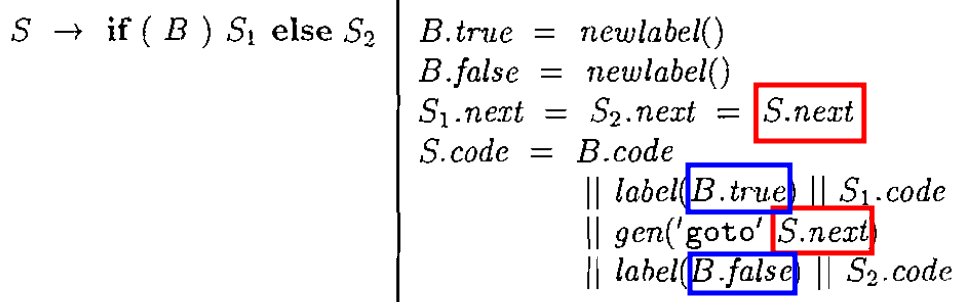 S → if ( B ) S₁ else S₂
B.true = newlabel()
B.false = newlabel()
S₁.next = S₂.next = S.next
S.code = B.code
|| label(B.true) || S₁.code
|| gen('goto' S.next)
|| label(B.false) || S₂.code